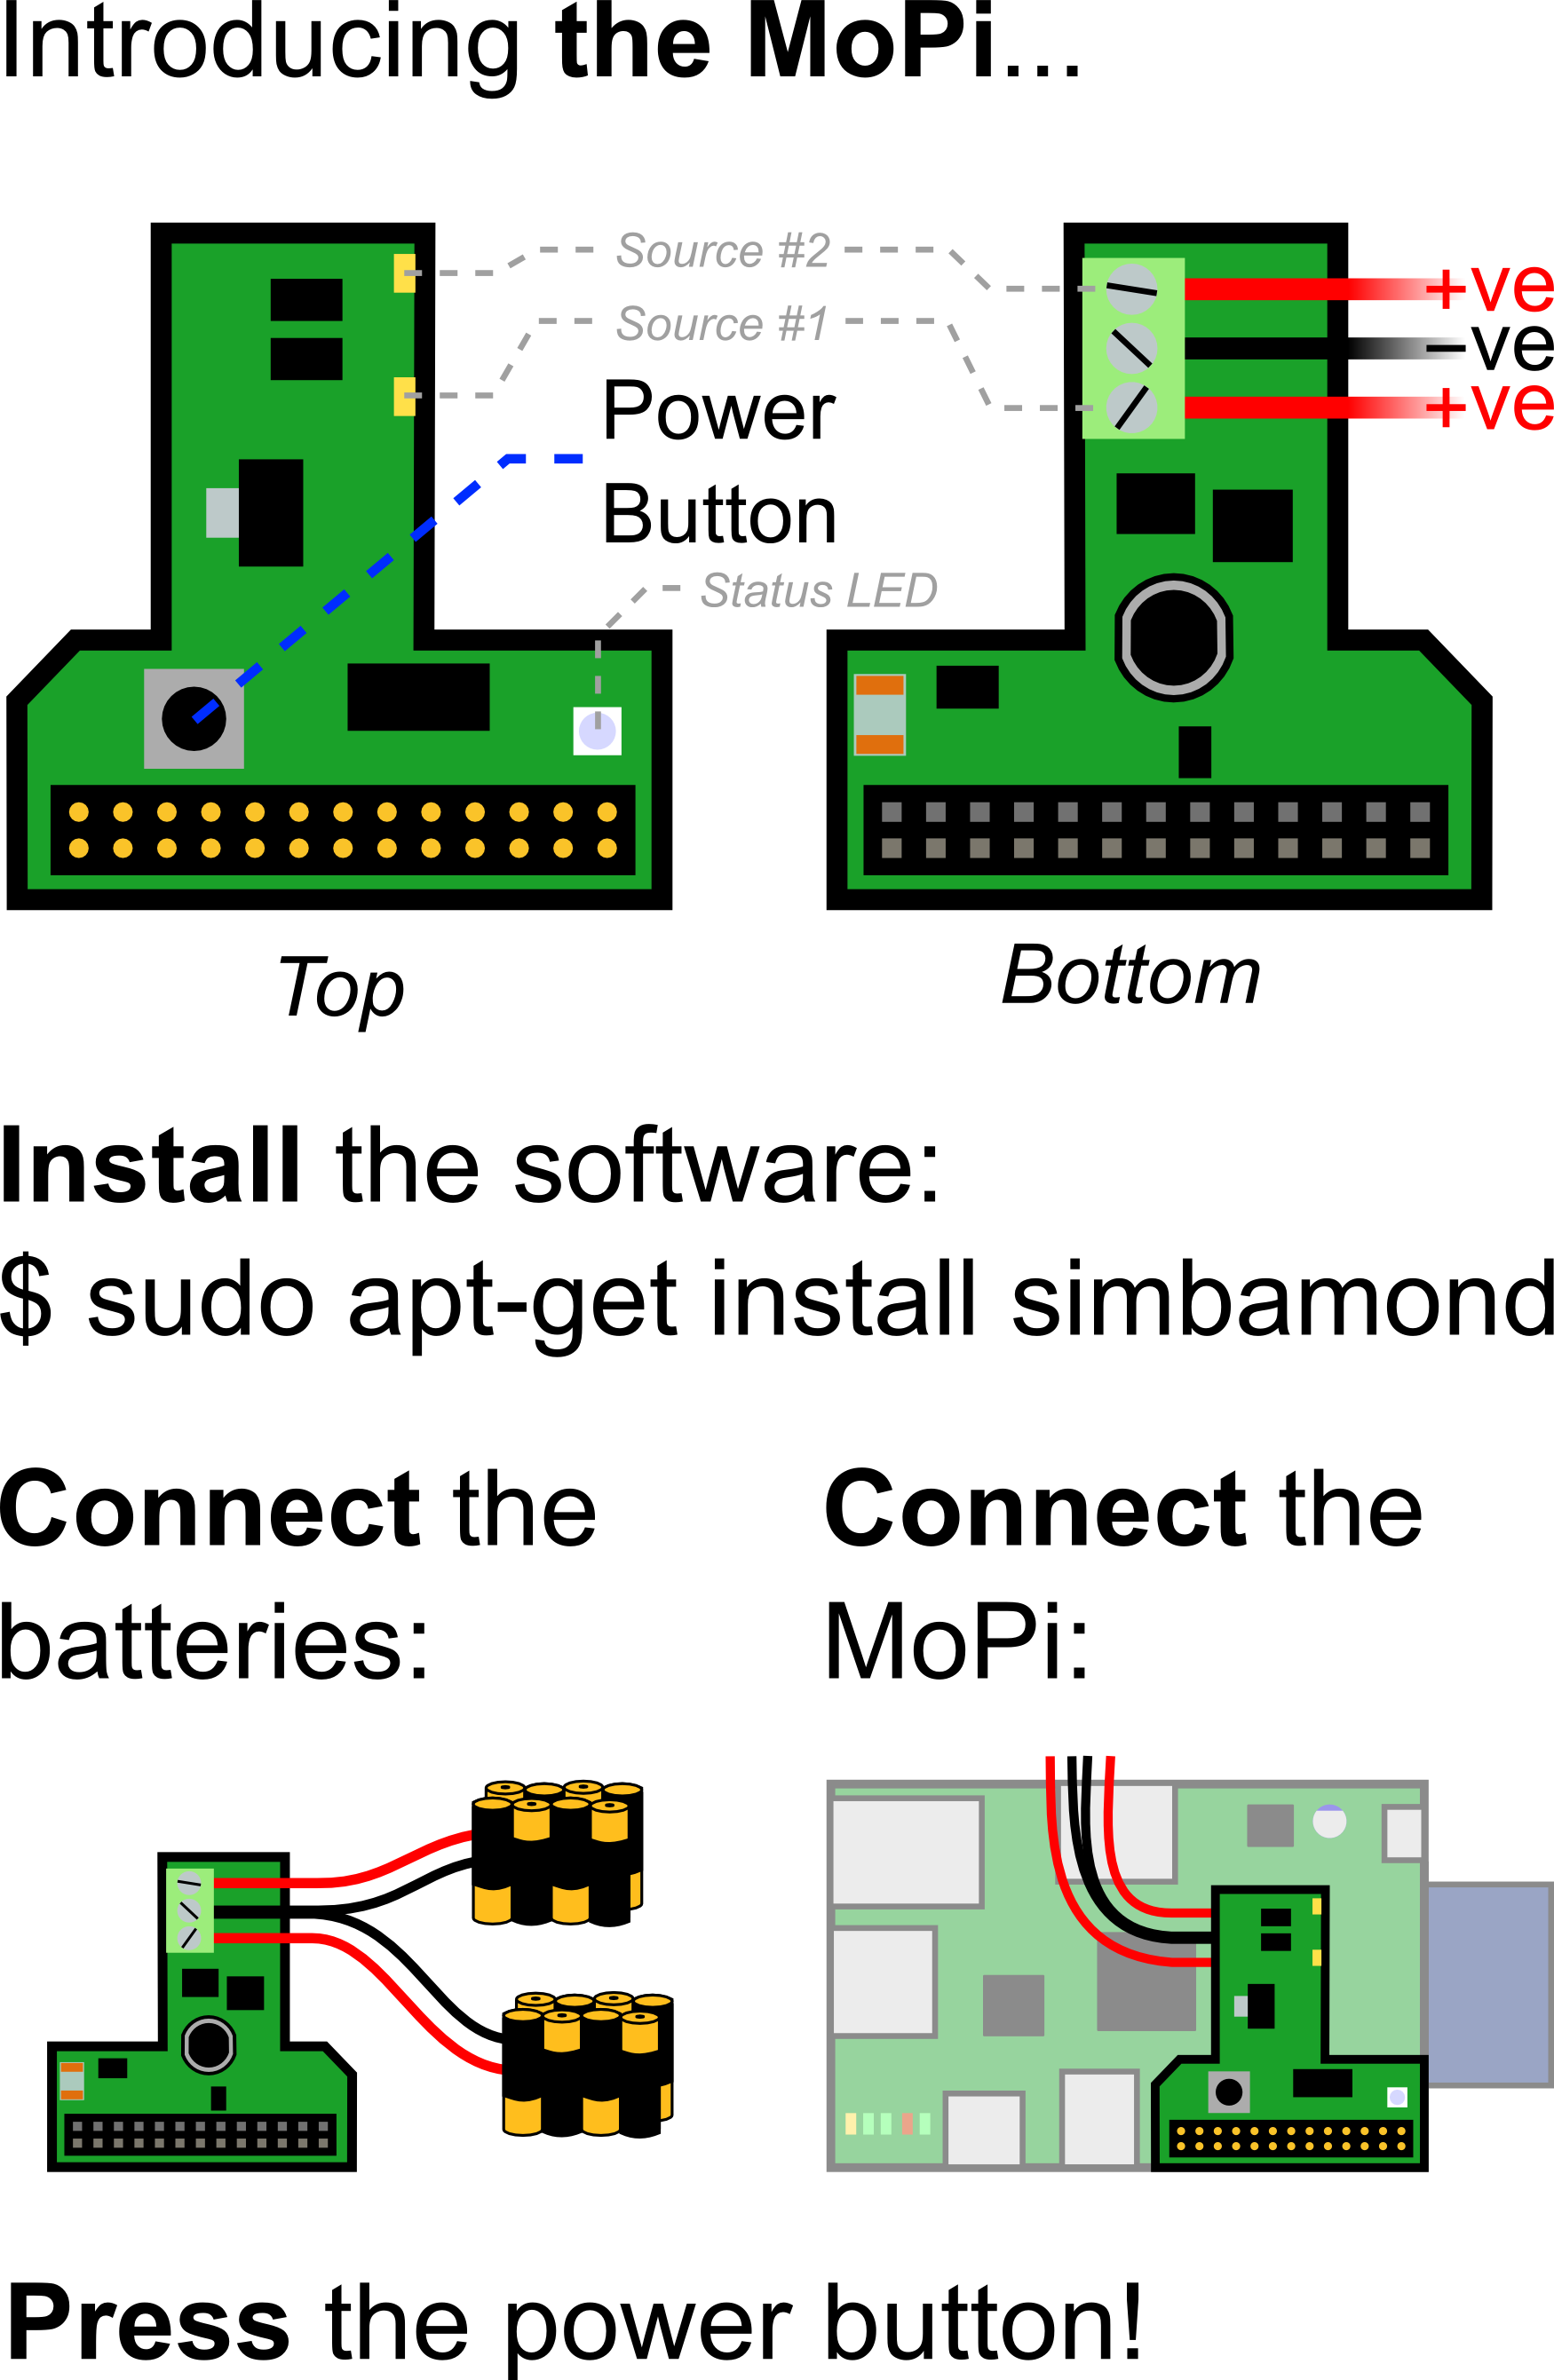 Introducing the MoPi...
Source #2
Source #1
+ve
-ve
+ve
Power
Button
Status LED
Top
Bottom
Install the software:
$ sudo apt-get install simbamond
Connect the
batteries:
Connect the
MoPi:
Press the power button!